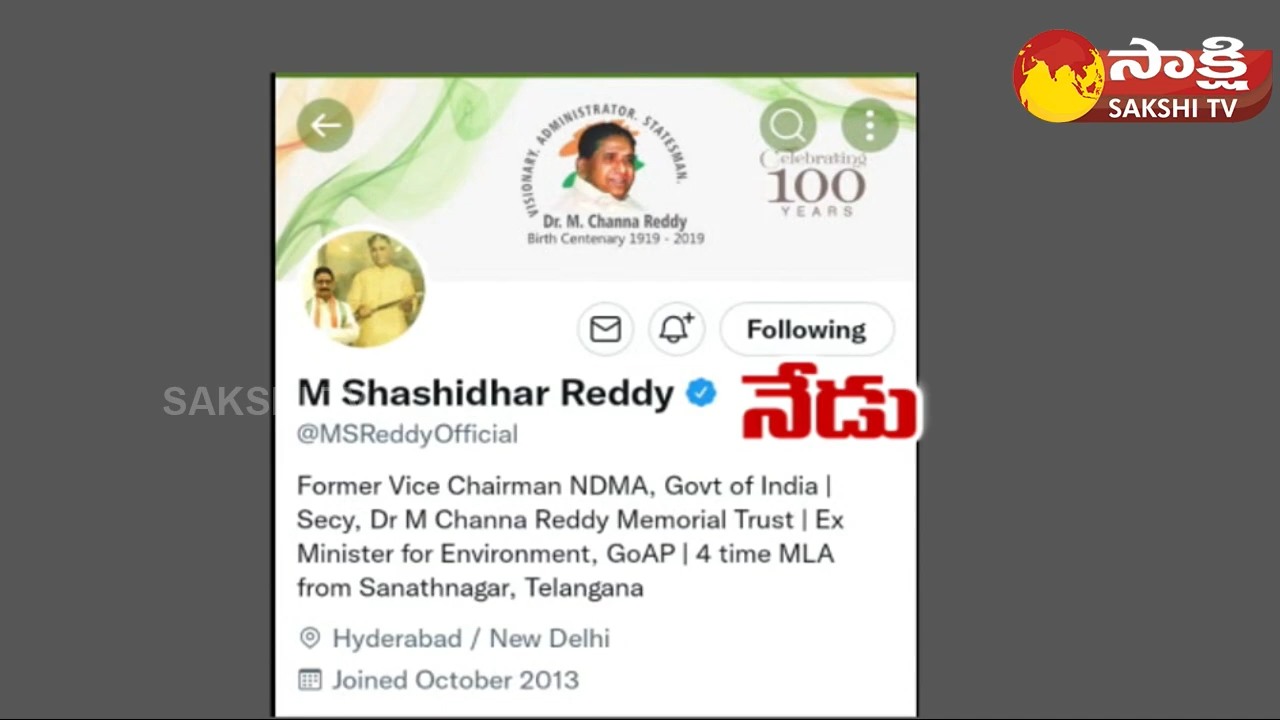 సాక్షి
SAKSHI TV
VISIONARY. ADMINISTRATOR. STATESMAN.
Dr. M. Channa Reddy
Birth Centenary 1919 - 2019
Celebrating
100
YEARS
Following
M Shashidhar Reddy
నేడు
SAKS
@MSReddyOfficial
Former Vice Chairman NDMA, Govt of India |
Secy, Dr M Channa Reddy Memorial Trust | Ex
Minister for Environment, GoAP | 4 time MLA
from Sanathnagar, Telangana
Hyderabad / New Delhi
Joined October 2013